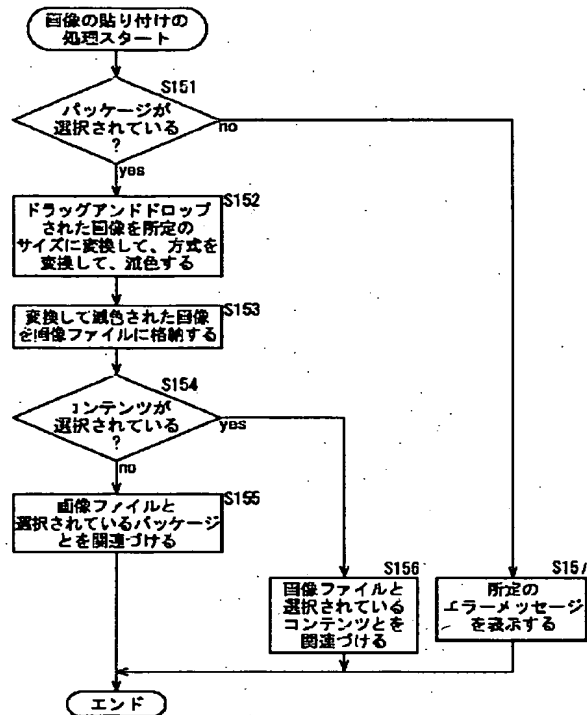 画像の貼り付けの
処理スタート
S151
パッケージが
選択されている
?
no
yes
S152
ドラッグアンドドロップ
された画像を所定の
サイズに変換して、方式を
変換して、減色する
S153
変換して減色された画像
を画像ファイルに格納する
S154
コンテンツが
選択されている
?
yes
no
S155
画像ファイルと
選択されているパッケージ
とを関連づける
S156
画像ファイルと
選択されている
コンテンツとを
関連づける
S157
所定の
エラーメッセージ
を表示する
エンド